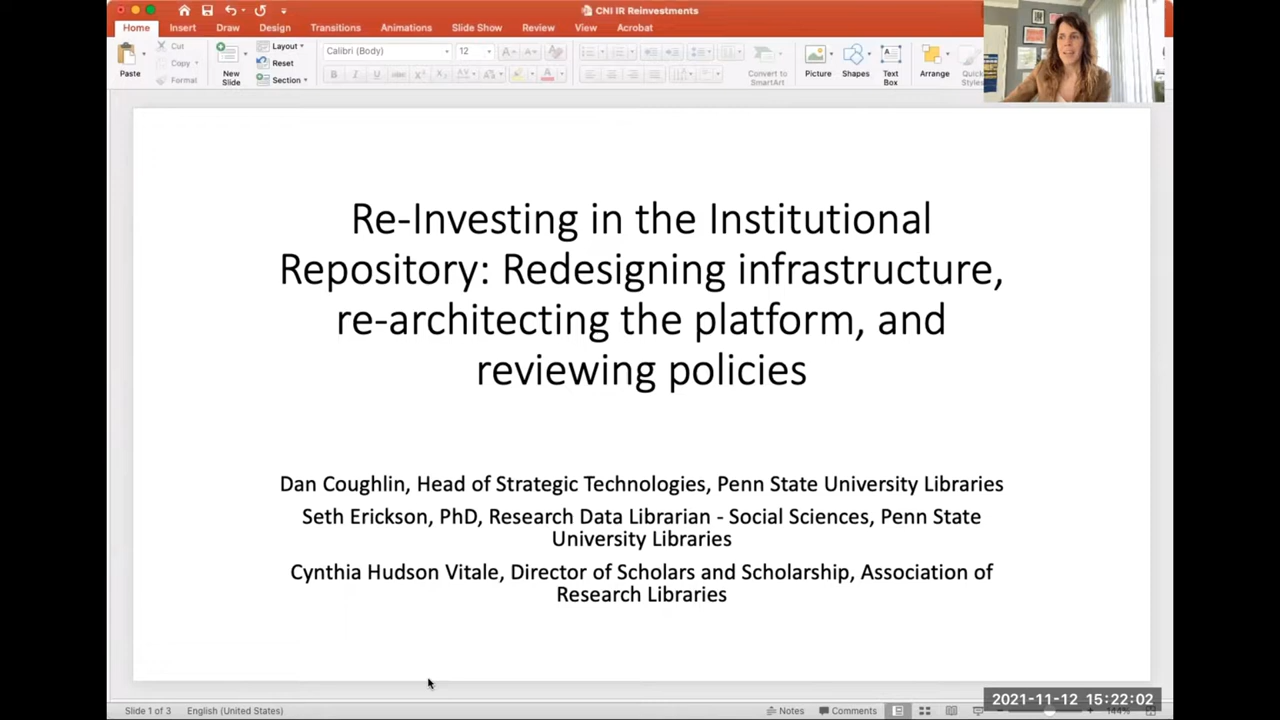 CNI IR Reinvestments
Home Insert Draw Design Transitions Animations Slide Show Review View Acrobat
Paste
Cut
Copy
Format
New Slide
Layout
Reset
Section
Calibri (Body) 12
Convert to SmartArt
Picture
Shapes
Text Box
Arrange
Quick Styles
Re-Investing in the Institutional
Repository: Redesigning infrastructure,
re-architecting the platform, and
reviewing policies
Dan Coughlin, Head of Strategic Technologies, Penn State University Libraries
Seth Erickson, PhD, Research Data Librarian - Social Sciences, Penn State
University Libraries
Cynthia Hudson Vitale, Director of Scholars and Scholarship, Association of
Research Libraries
Slide 1 of 3 English (United States) Notes Comments 144%
2021-11-12 15:22:02